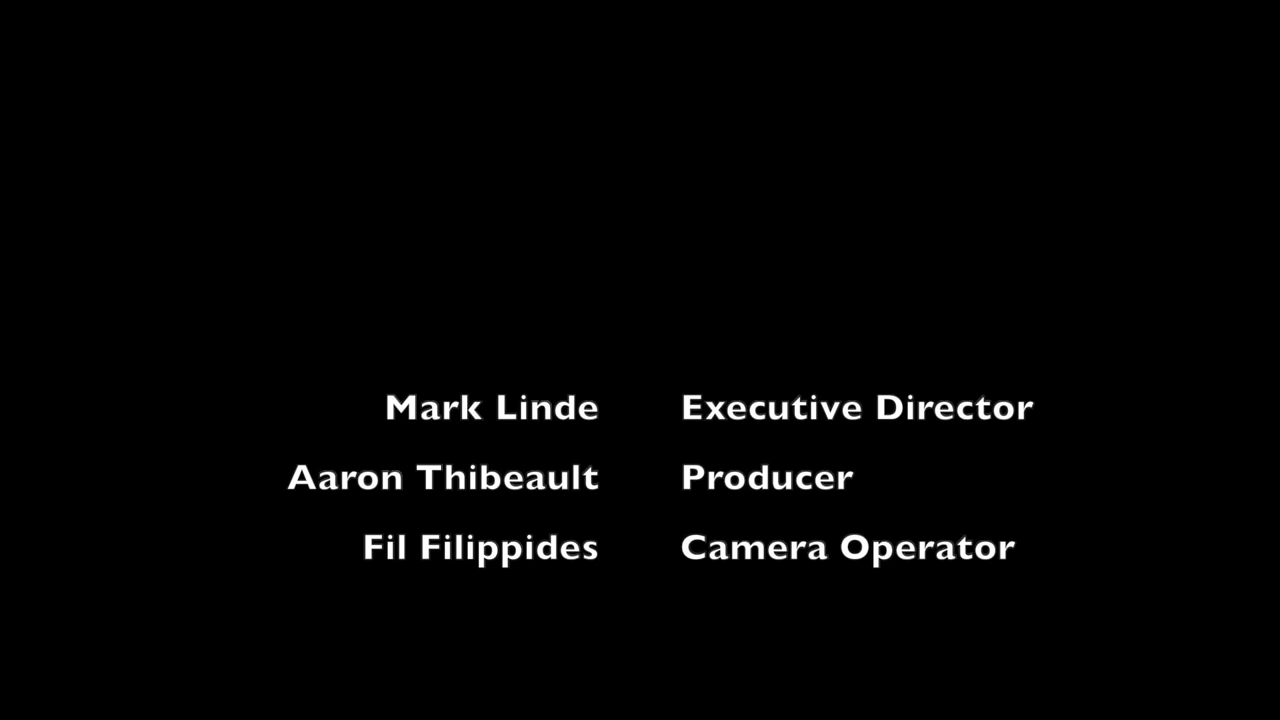 Mark Linde Executive Director
Aaron Thibeault Producer
Fil Filippides Camera Operator